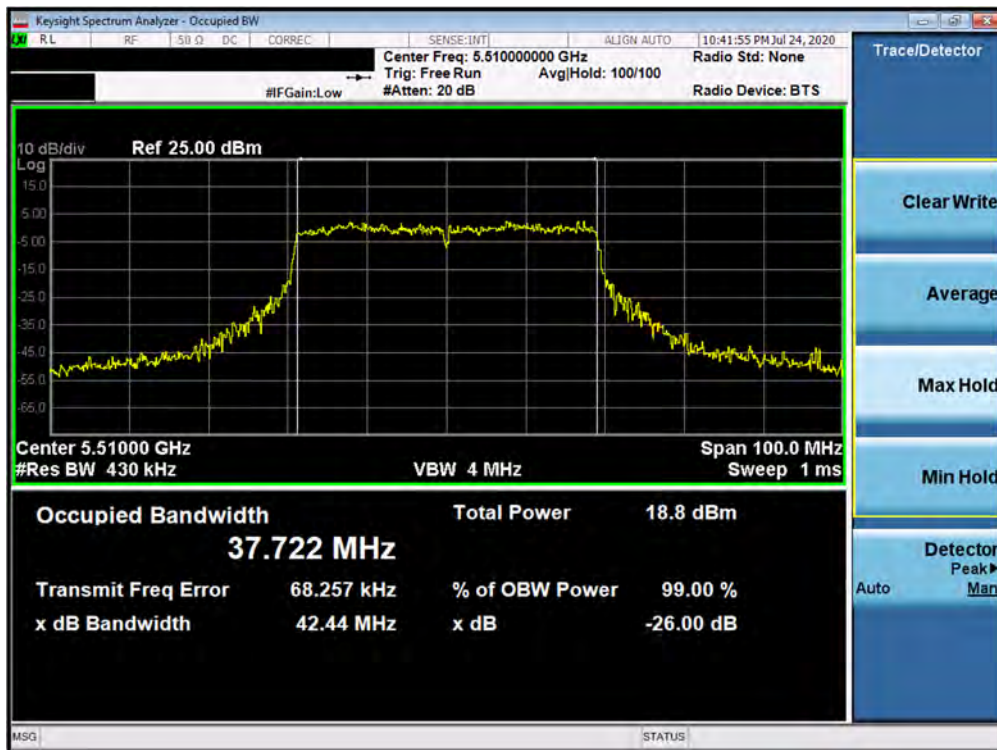 Keysight Spectrum Analyzer - Occupied BW
LXI RL RF 50 Ω DC CORREC SENSE:INT ALIGN AUTO 10:41:55 PM Jul 24, 2020
Center Freq: 5.510000000 GHz Radio Std: None
Trig: Free Run Avg|Hold: 100/100
#IFGain:Low #Atten: 20 dB Radio Device: BTS
Trace/Detector
10 dB/div Ref 25.00 dBm
Log
15.0
5.00
-5.00
-15.0
-25.0
-35.0
-45.0
-55.0
-65.0
Center 5.51000 GHz Span 100.0 MHz
#Res BW 430 kHz VBW 4 MHz Sweep 1 ms
Occupied Bandwidth Total Power 18.8 dBm
37.722 MHz
Transmit Freq Error 68.257 kHz % of OBW Power 99.00 %
x dB Bandwidth 42.44 MHz x dB -26.00 dB
Clear Write
Average
Max Hold
Min Hold
Detector
Peak▶
Auto Man
MSG STATUS